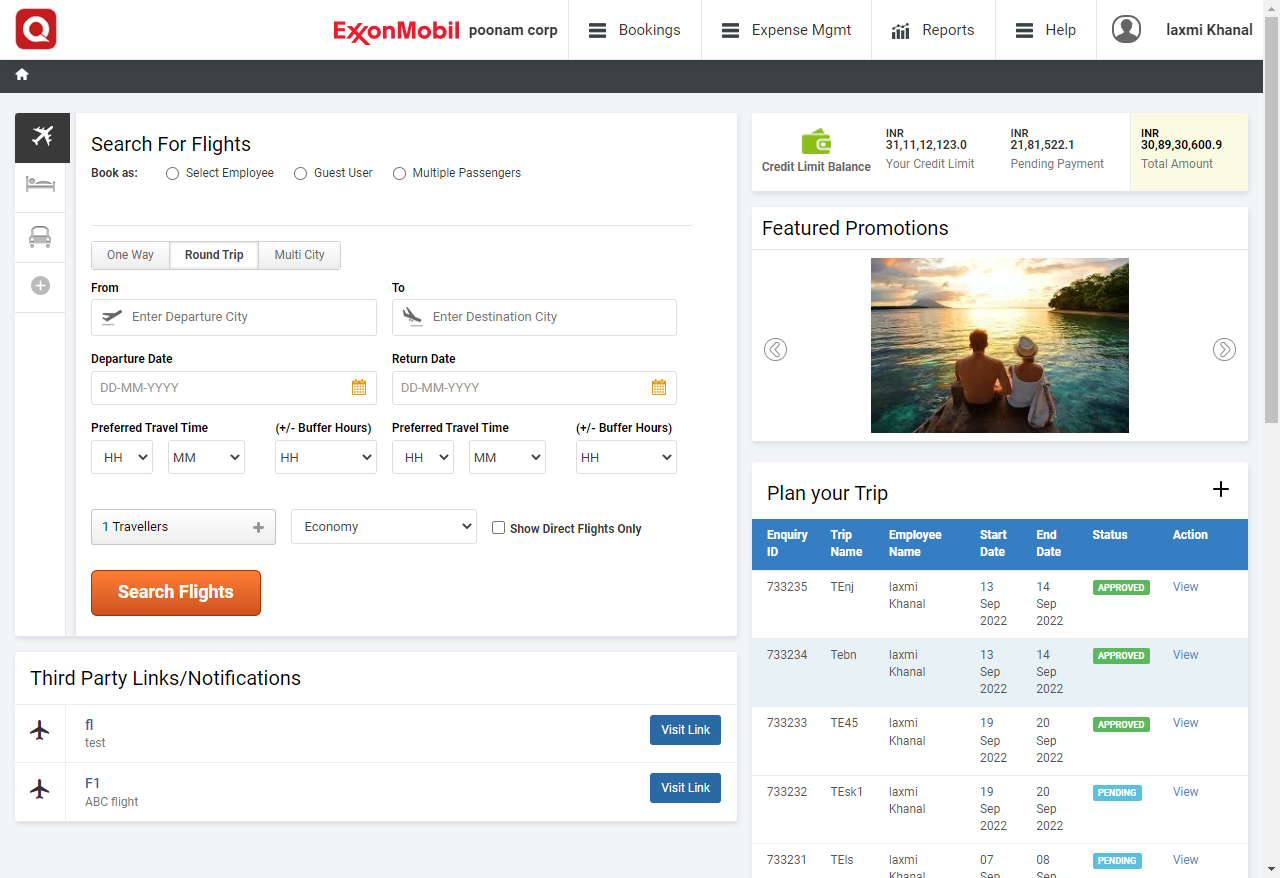 Q
ExxonMobil poonam corp
Bookings
Expense Mgmt
Reports
Help
laxmi Khanal
Search For Flights
Book as:
Select Employee
Guest User
Multiple Passengers
One Way
Round Trip
Multi City
From
To
Enter Departure City
Enter Destination City
Departure Date
Return Date
DD-MM-YYYY
DD-MM-YYYY
Preferred Travel Time
(+/- Buffer Hours)
Preferred Travel Time
(+/- Buffer Hours)
HH
MM
HH
HH
MM
HH
1 Travellers
Economy
Show Direct Flights Only
Search Flights
Third Party Links/Notifications
fl
test
Visit Link
F1
ABC flight
Visit Link
Credit Limit Balance
INR
31,11,12,123.0
Your Credit Limit
INR
21,81,522.1
Pending Payment
INR
30,89,30,600.9
Total Amount
Featured Promotions
Plan your Trip
Enquiry ID
Trip Name
Employee Name
Start Date
End Date
Status
Action
733235 TEnj laxmi Khanal 13 Sep 2022 14 Sep 2022 APPROVED View
733234 Tebn laxmi Khanal 13 Sep 2022 14 Sep 2022 APPROVED View
733233 TE45 laxmi Khanal 19 Sep 2022 20 Sep 2022 APPROVED View
733232 TEsk1 laxmi Khanal 19 Sep 2022 20 Sep 2022 PENDING View
733231 TEls laxmi Khanal 07 Sep 08 Sep PENDING View